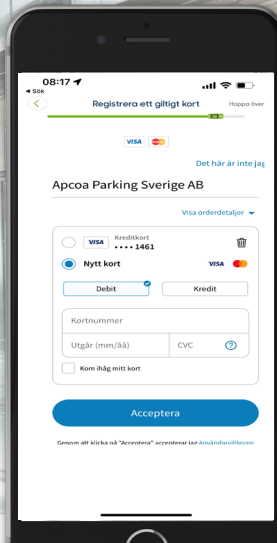 08:17
◄ Sök
Registrera ett giltigt kort
Hoppa över
VISA
Det här är inte jag
Apcoa Parking Sverige AB
Visa orderdetaljer
VISA
Kreditkort
•••• 1461
Nytt kort
VISA
Debit
Kredit
Kortnummer
Utgår (mm/åå)
CVC
?
Kom ihåg mitt kort
Acceptera
Genom att klicka på "Acceptera" accepterar jag Användarvillkoren